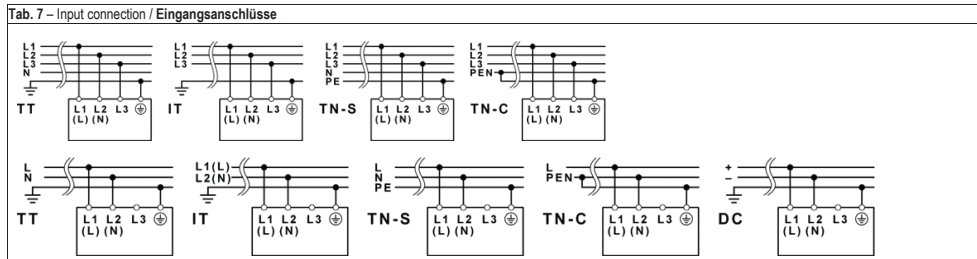 Tab. 7 – Input connection / Eingangsanschlüsse
L1
L2
L3
N
TT
L1 L2 L3
(L) (N)
L1
L2
L3
IT
L1 L2 L3
(L) (N)
L1
L2
L3
N
PE
TN-S
L1 L2 L3
(L) (N)
L1
L2
L3
PEN
TN-C
L1 L2 L3
(L) (N)
L
N
TT
L1 L2 L3
(L) (N)
L1(L)
L2(N)
IT
L1 L2 L3
(L) (N)
L
N
PE
TN-S
L1 L2 L3
(L) (N)
L
PEN
TN-C
L1 L2 L3
(L) (N)
+
–
DC
L1 L2 L3
(L) (N)